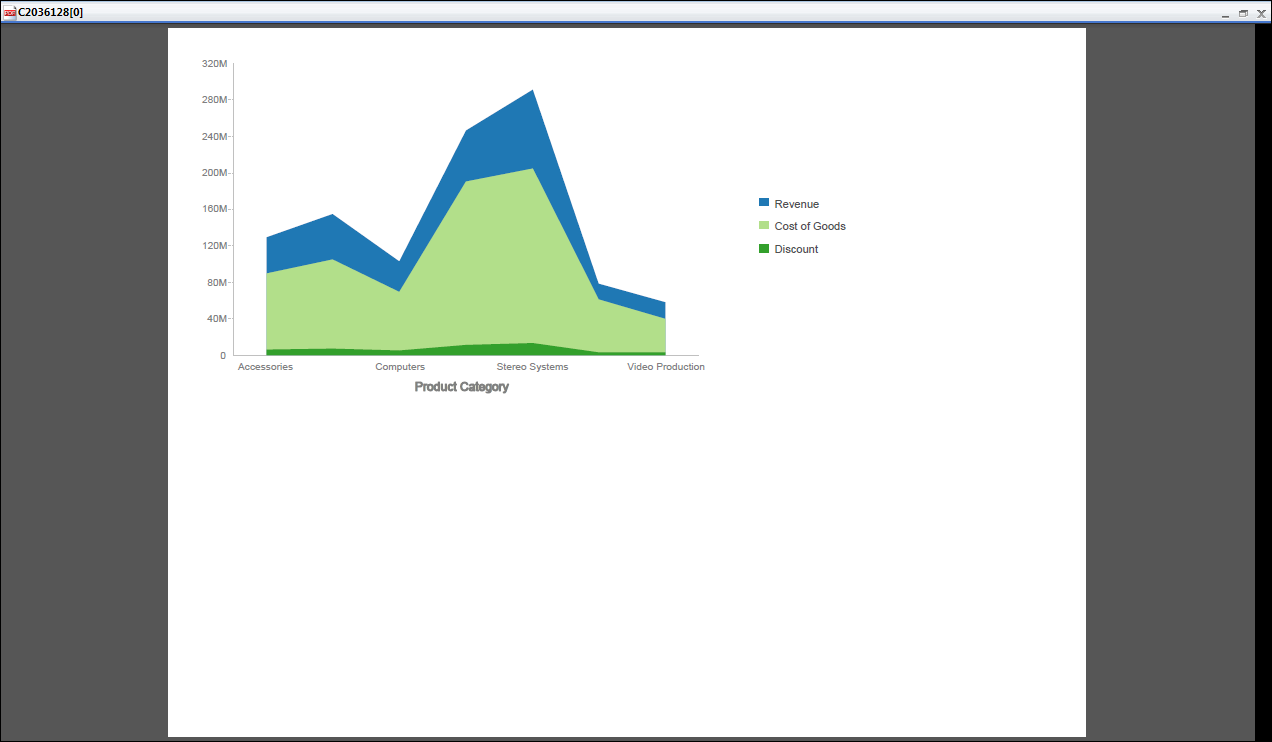 C2036128[0]
320M
280M
240M
200M
160M
120M
80M
40M
0
Accessories Computers Stereo Systems Video Production
Product Category
Revenue
Cost of Goods
Discount